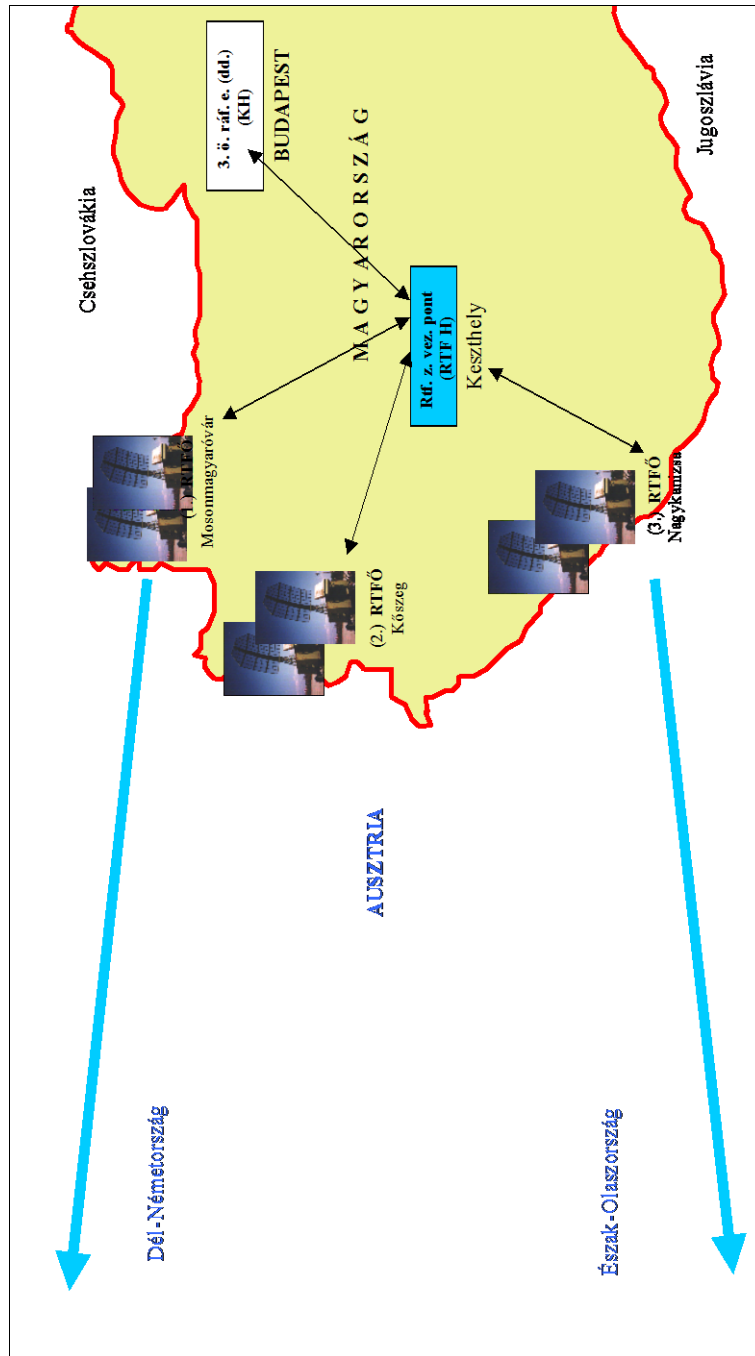 Csehszlovákia
3. ö. ráf. e. (dd.)
(KH)
BUDAPEST
MAGYARORSZÁG
Jugoszlávia
Rtf. z. vez. pont
(RTF H)
Keszthely
(1.) RTFŐ
Mosonmagyaróvár
(2.) RTFŐ
Kőszeg
(3.) RTFŐ
Nagykanizsa
AUSZTRIA
Dél-Németország
Észak-Olaszország